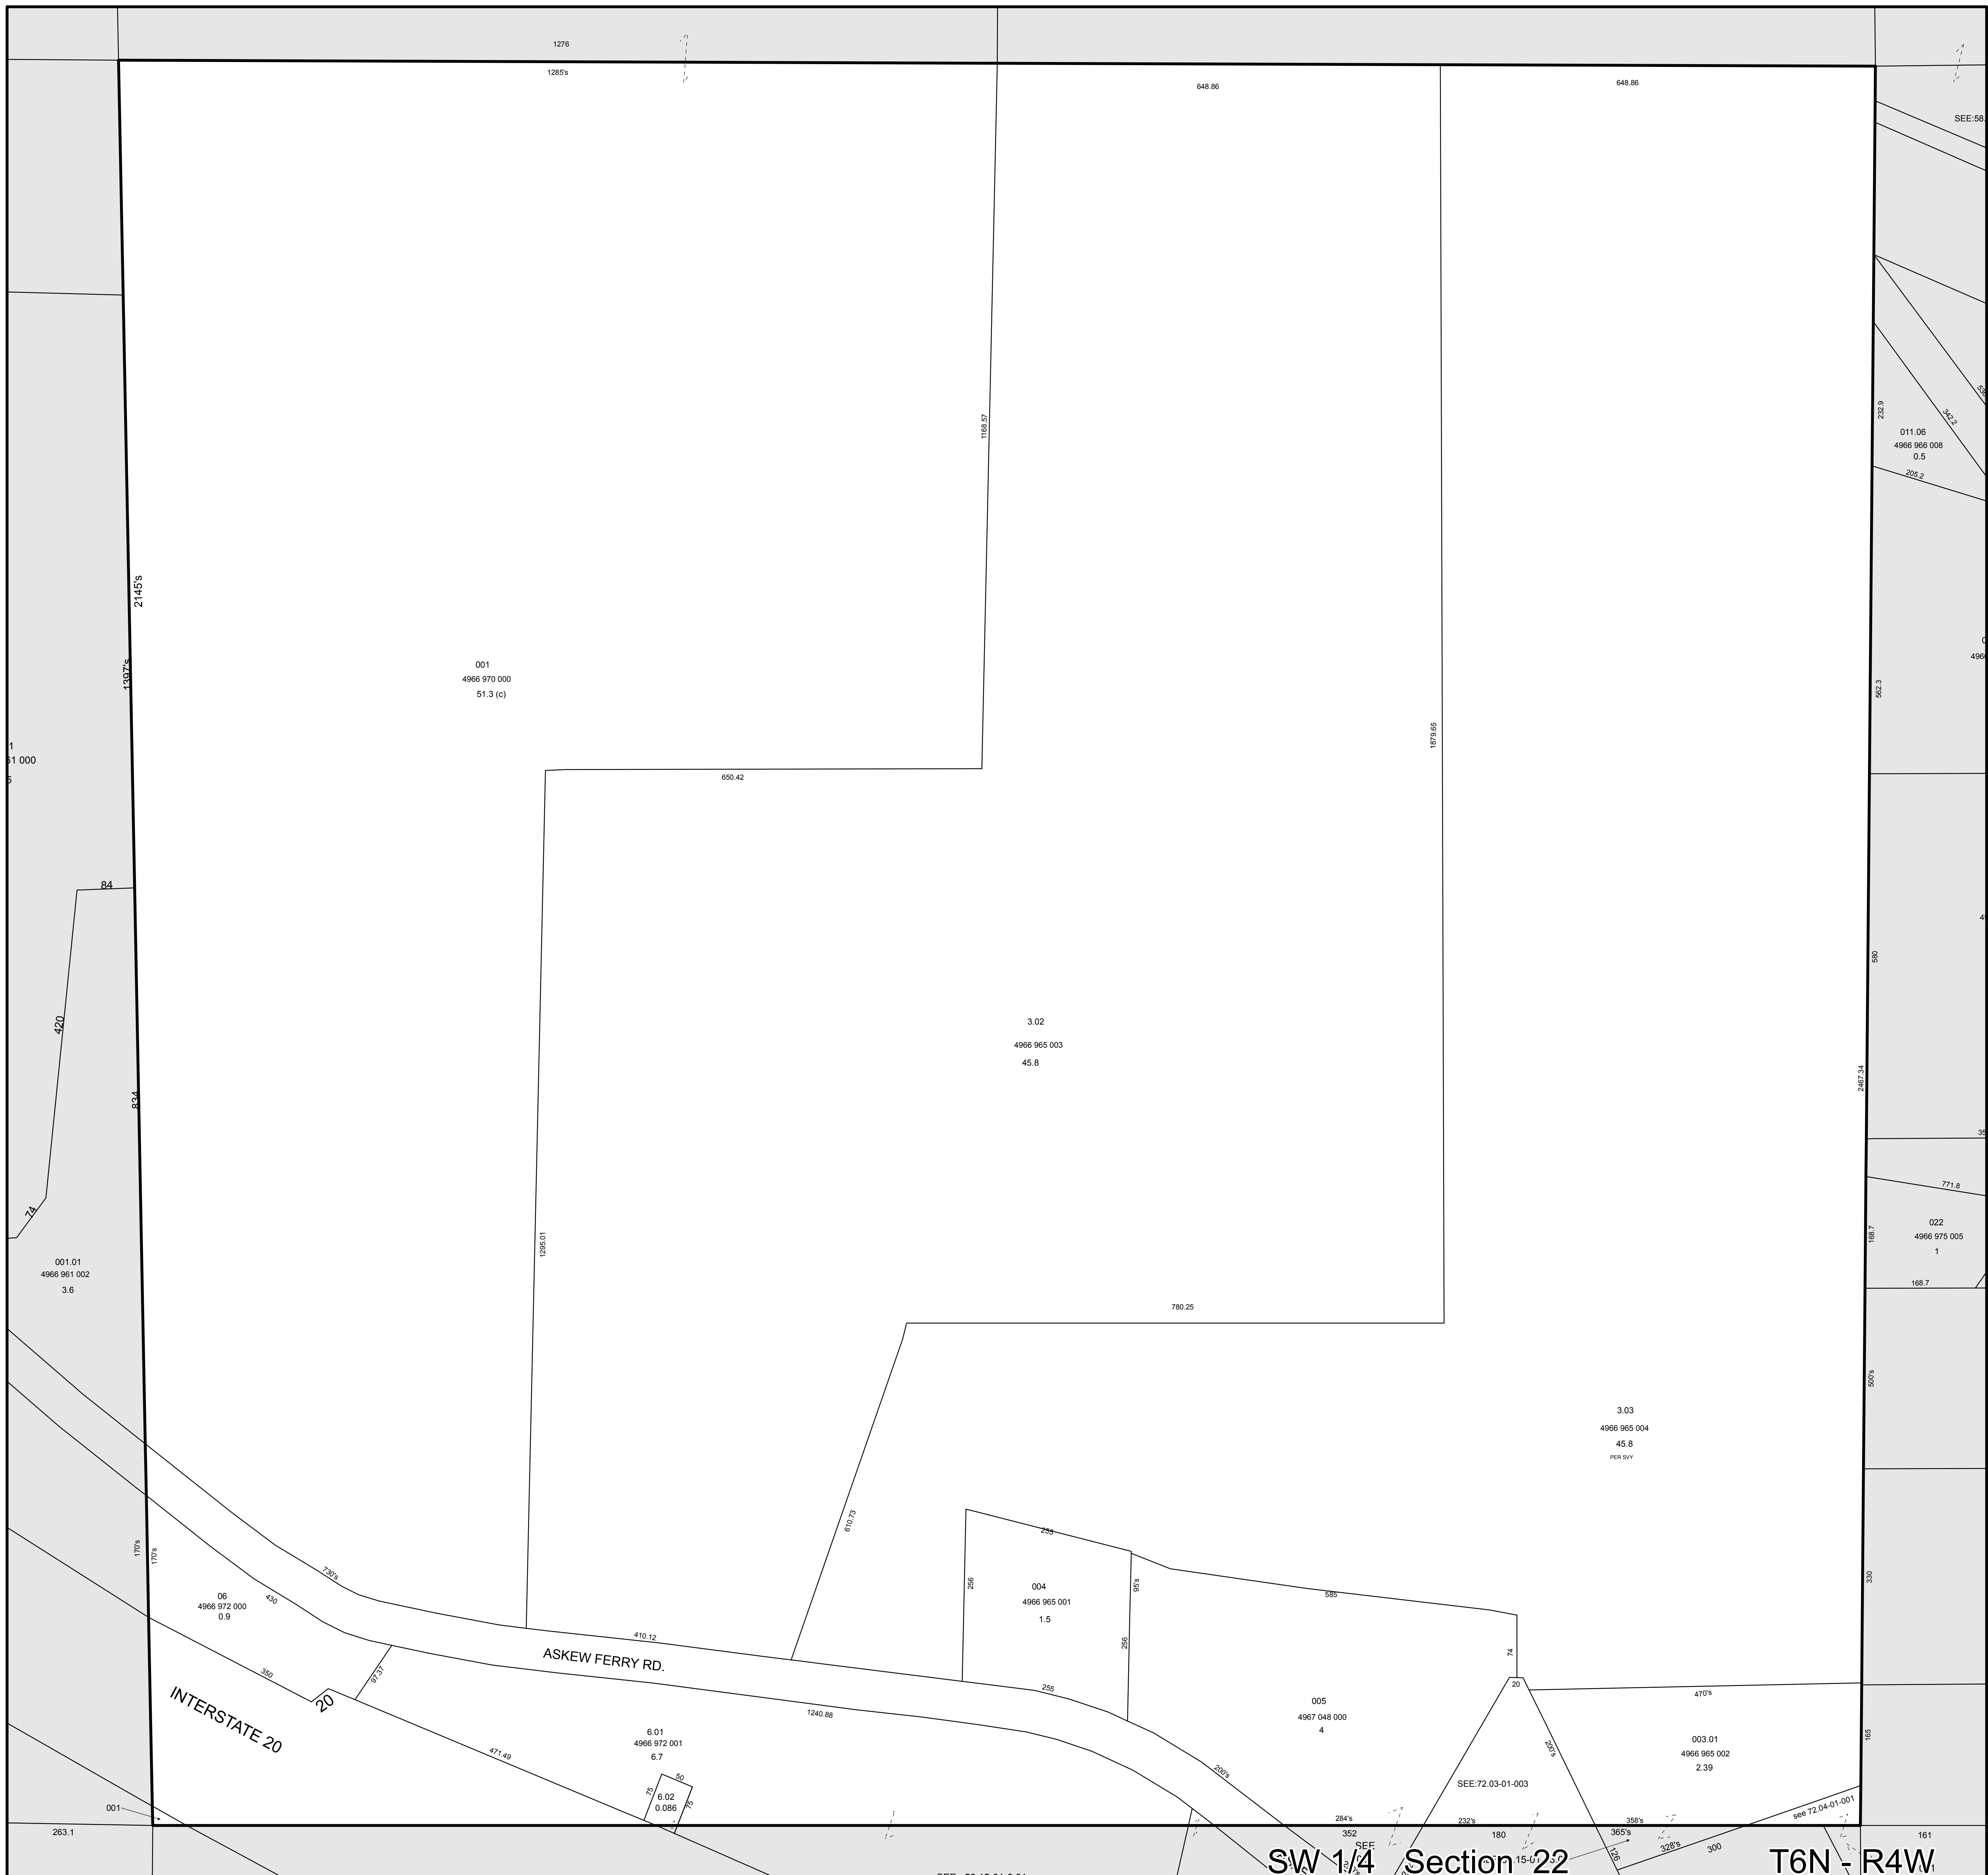 1276
1285's
648.86
648.86
SEE:58.
1168.57
232.9
342.2
011.06
4966 966 008
0.5
205.2
2145's
1397's
001
4966 970 000
51.3 (c)
562.3
1879.65
650.42
1
61 000
5
84
420
834
74
580
3.02
4966 965 003
45.8
2467.34
35
771.8
022
4966 975 005
1
168.7
168.7
001.01
4966 961 002
3.6
1295.01
780.25
500's
3.03
4966 965 004
45.8
PER SVY
610.73
170's
170's
730's
430
06
4966 972 000
0.9
255
256
004
4966 965 001
1.5
95's
256
585
330
74
410.12
ASKEW FERRY RD.
350
97.37
20
INTERSTATE 20
255
20
470's
005
4967 048 000
4
1240.88
6.01
4966 972 001
6.7
471.49
165
003.01
4966 965 002
2.39
200's
200's
50
75
75
6.02
0.086
SEE:72.03-01-003
see 72.04-01-001
001
263.1
284's
352
SEE
232's
180
358's
365's
328's
300
126
161
SW 1/4 Section 22
T6N - R4W